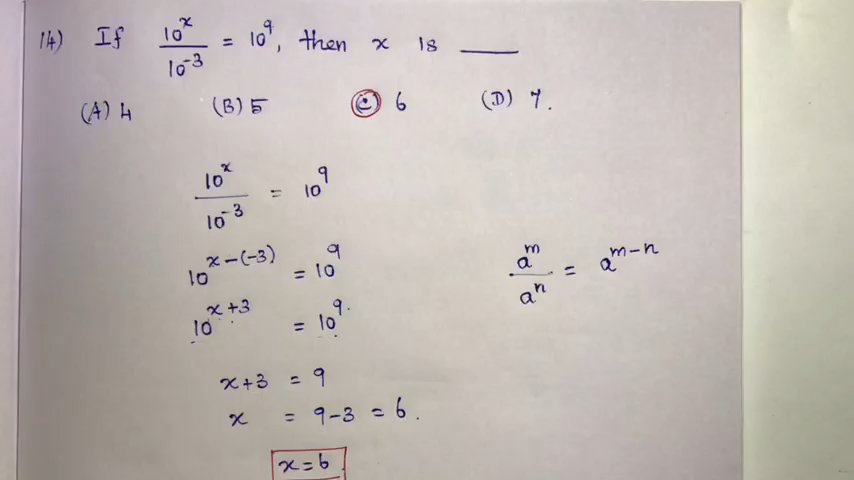 14) If 10^x / 10^-3 = 10^9, then x is ____
(A) 4 (B) 5 (C) 6 (D) 7.
10^x / 10^-3 = 10^9
10^x-(-3) = 10^9
a^m / a^n = a^m-n
10^x+3 = 10^9.
x+3 = 9
x = 9-3 = 6.
x=6